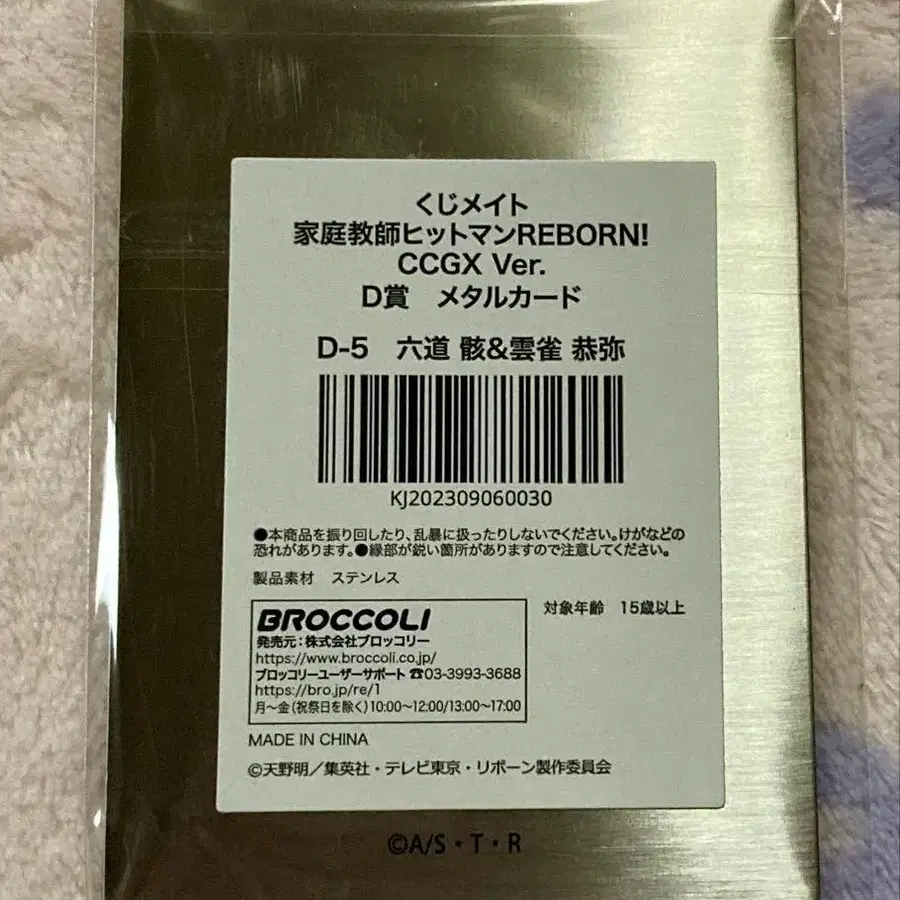 くじメイト
家庭教師ヒットマンREBORN!
CCGX Ver.
D賞　メタルカード
D-5　六道 骸&雲雀 恭弥
KJ202309060030
●本商品を振り回したり、乱暴に扱ったりしないでください。けがなどの
恐れがあります。●縁部が鋭い箇所がありますので注意してください。
製品素材　ステンレス
対象年齢　15歳以上
BROCCOLI
発売元：株式会社ブロッコリー
https://www.broccoli.co.jp/
ブロッコリーユーザーサポート ☎03-3993-3688
https://bro.jp/re/1
月～金（祝祭日を除く）10:00～12:00/13:00～17:00
MADE IN CHINA
©天野明／集英社・テレビ東京・リボーン製作委員会
©A/S・T・R